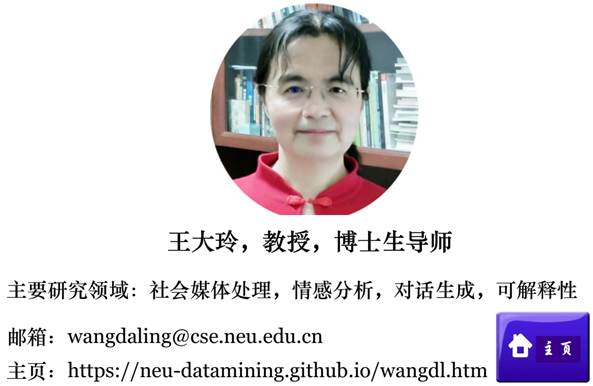 王大玲，教授，博士生导师
主要研究领域：社会媒体处理，情感分析，对话生成，可解释性
邮箱：wangdaling@cse.neu.edu.cn
主页：https://neu-datamining.github.io/wangdl.htm
主页